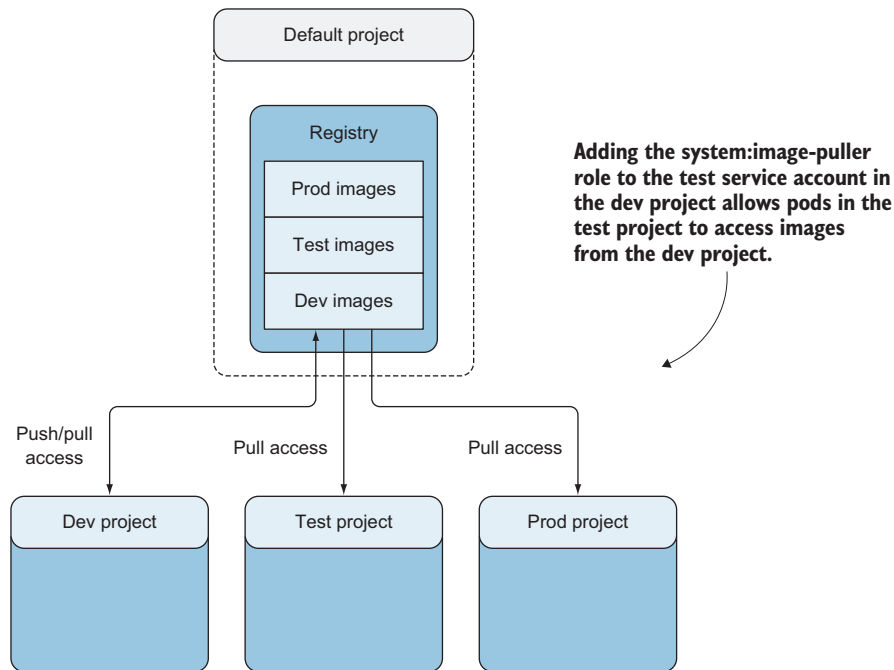 Default project
Registry
Prod images
Test images
Dev images
Adding the system:image-puller
role to the test service account in
the dev project allows pods in the
test project to access images
from the dev project.
Push/pull
access
Pull access
Pull access
Dev project
Test project
Prod project